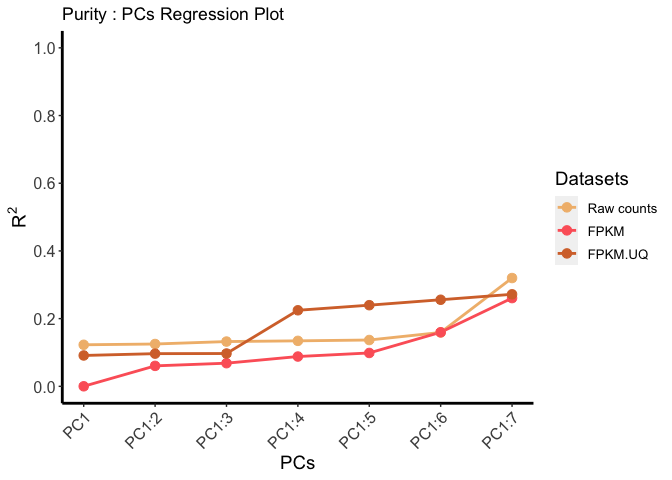 Purity : PCs Regression Plot
R2
1.0
0.8
0.6
0.4
0.2
0.0
PC1
PC1:2
PC1:3
PC1:4
PC1:5
PC1:6
PC1:7
PCs
Datasets
Raw counts
FPKM
FPKM.UQ